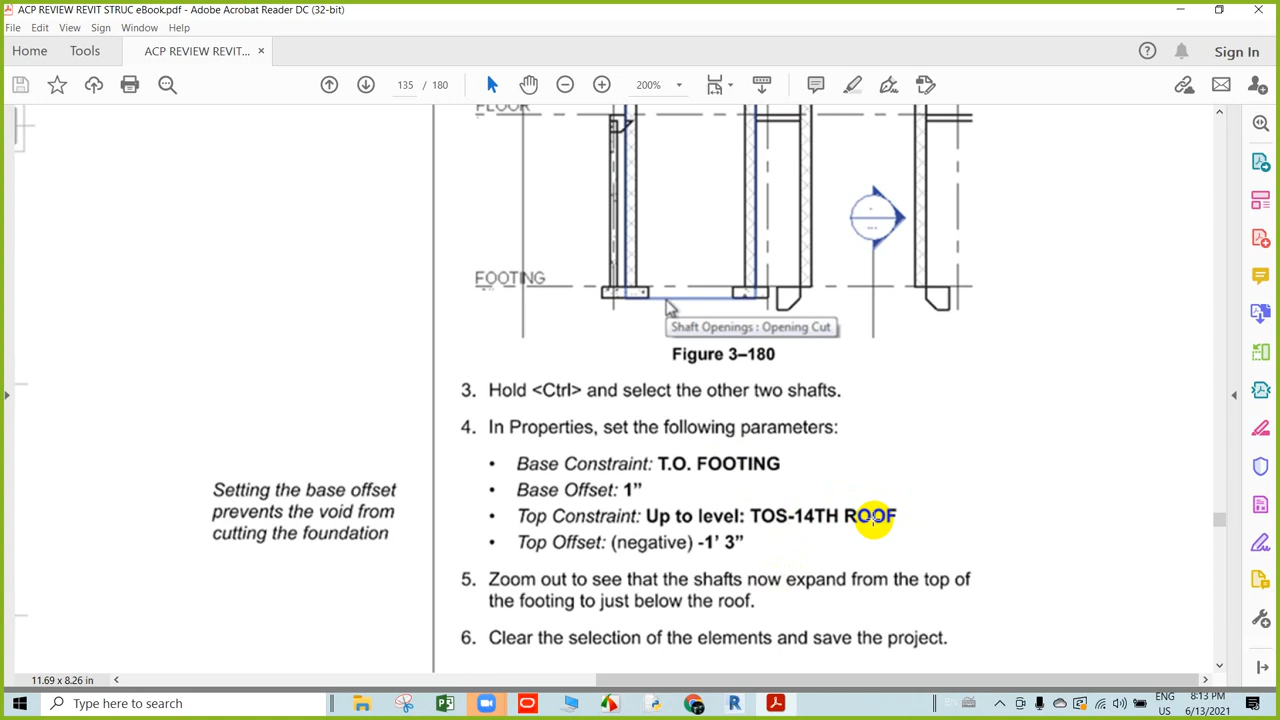 ACP REVIEW REVIT STRUC eBook.pdf - Adobe Acrobat Reader DC (32-bit)
File Edit View Sign Window Help
Home Tools ACP REVIEW REVIT... × Sign In
135 / 180 200%
FLOOR
FOOTING
Shaft Openings : Opening Cut
Figure 3–180
3. Hold <Ctrl> and select the other two shafts.
4. In Properties, set the following parameters:
• Base Constraint: T.O. FOOTING
• Base Offset: 1”
• Top Constraint: Up to level: TOS-14TH ROOF
• Top Offset: (negative) -1’ 3”
Setting the base offset
prevents the void from
cutting the foundation
5. Zoom out to see that the shafts now expand from the top of
the footing to just below the roof.
6. Clear the selection of the elements and save the project.
11.69 x 8.26 in
Type here to search
ENG
US
8:13 PM
6/13/2021